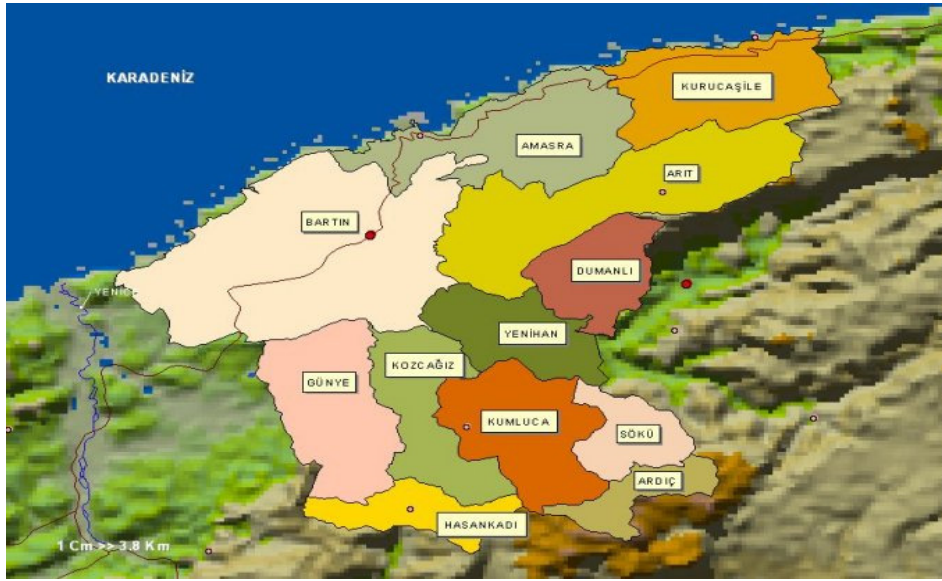 KARADENİZ
KURUCAŞİLE
AMASRA
ARIT
BARTIN
DUMANLI
YENİHAN
KOZCAĞIZ
GÜNYE
KUMLUCA
SÖKÜ
ARDIÇ
HASANKADI
1 Cm >> 3.8 Km